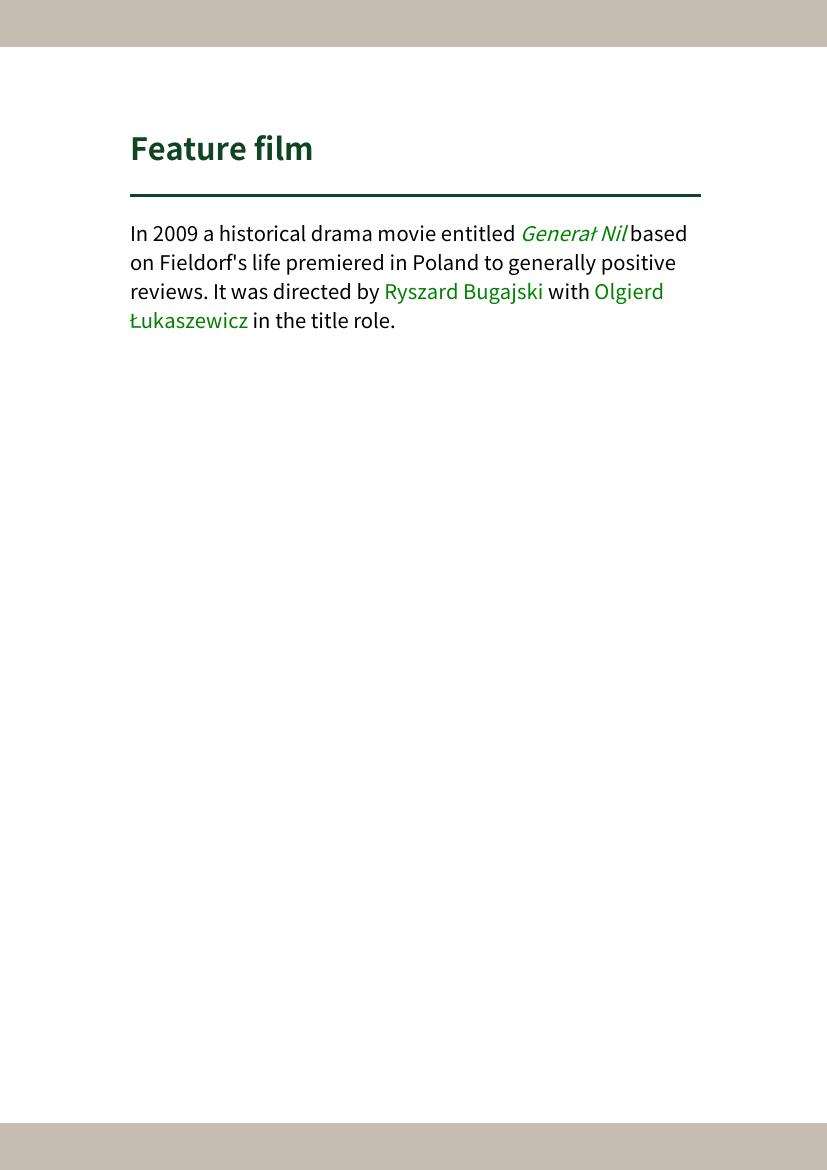 Feature film
In 2009 a historical drama movie entitled Generał Nil based
on Fieldorf's life premiered in Poland to generally positive
reviews. It was directed by Ryszard Bugajski with Olgierd
Łukaszewicz in the title role.